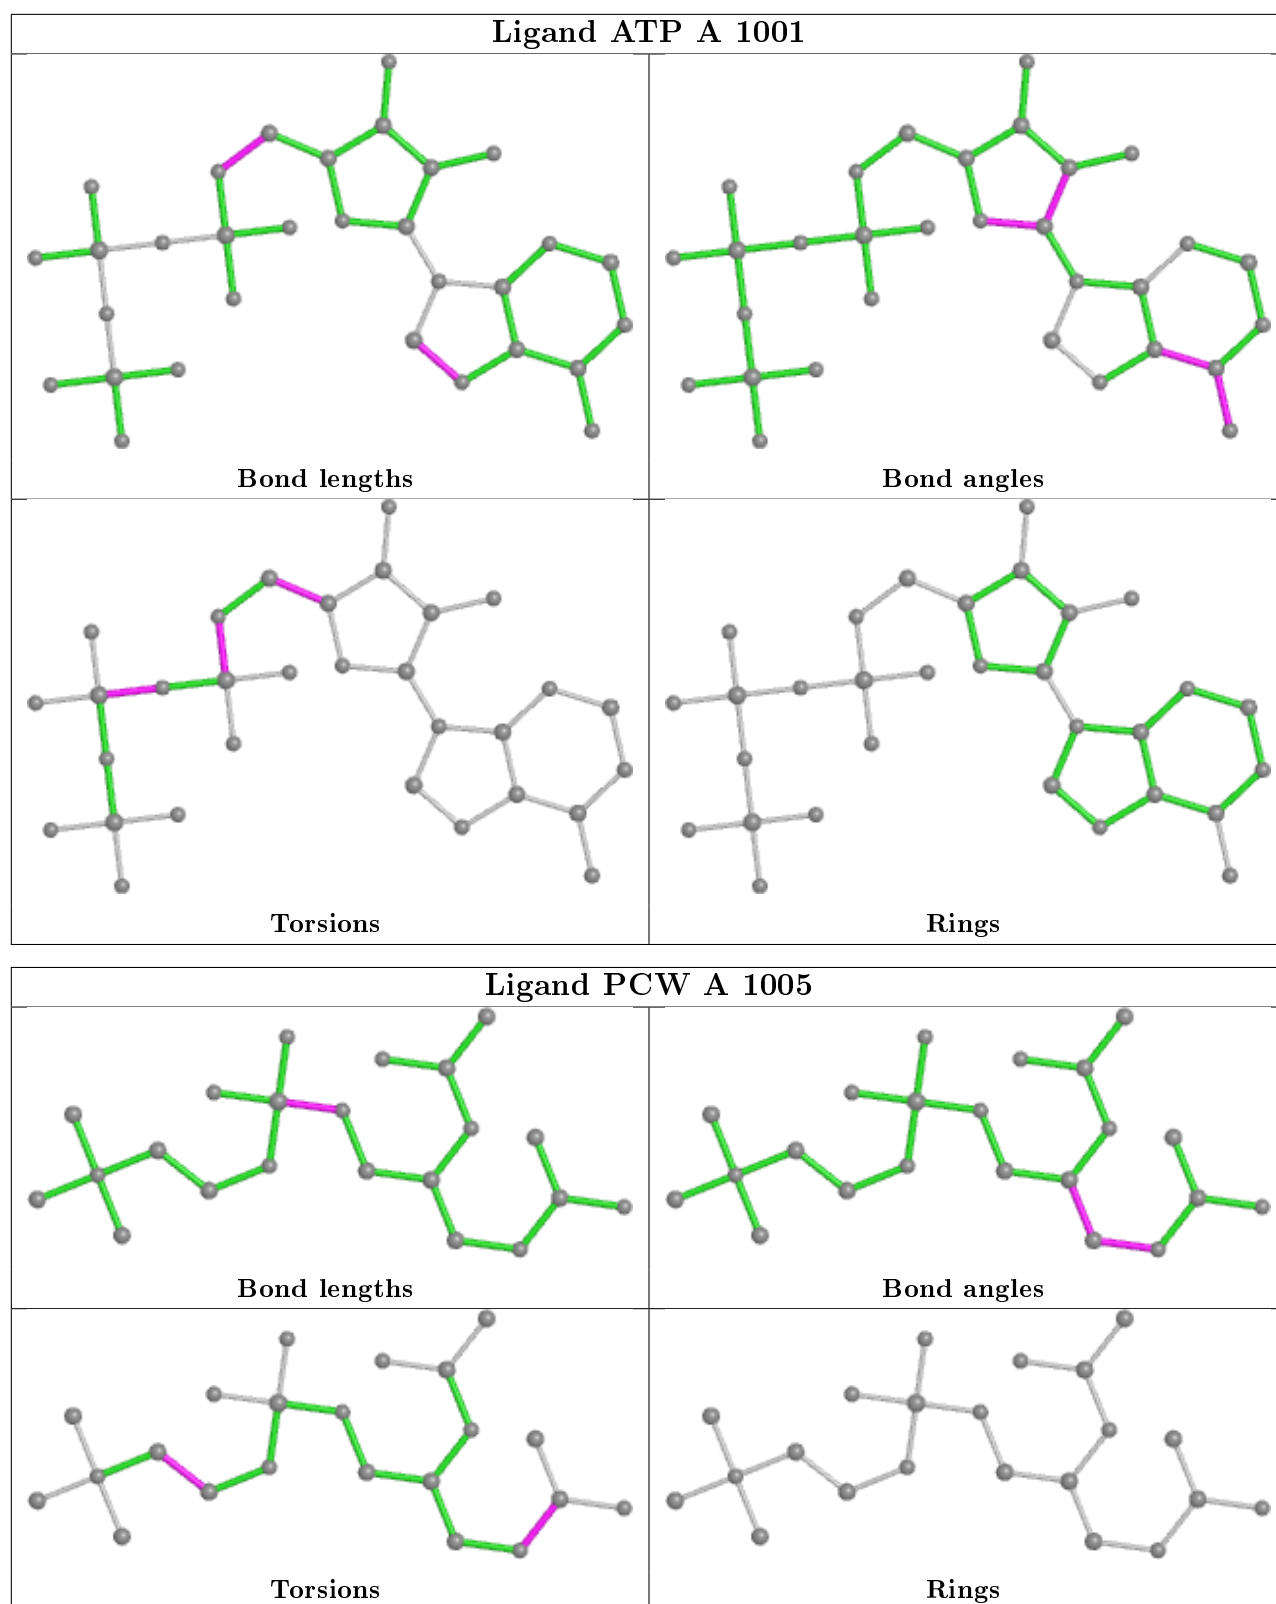 Ligand ATP A 1001
Bond lengths
Bond angles
Torsions
Rings
Ligand PCW A 1005
Bond lengths
Bond angles
Torsions
Rings